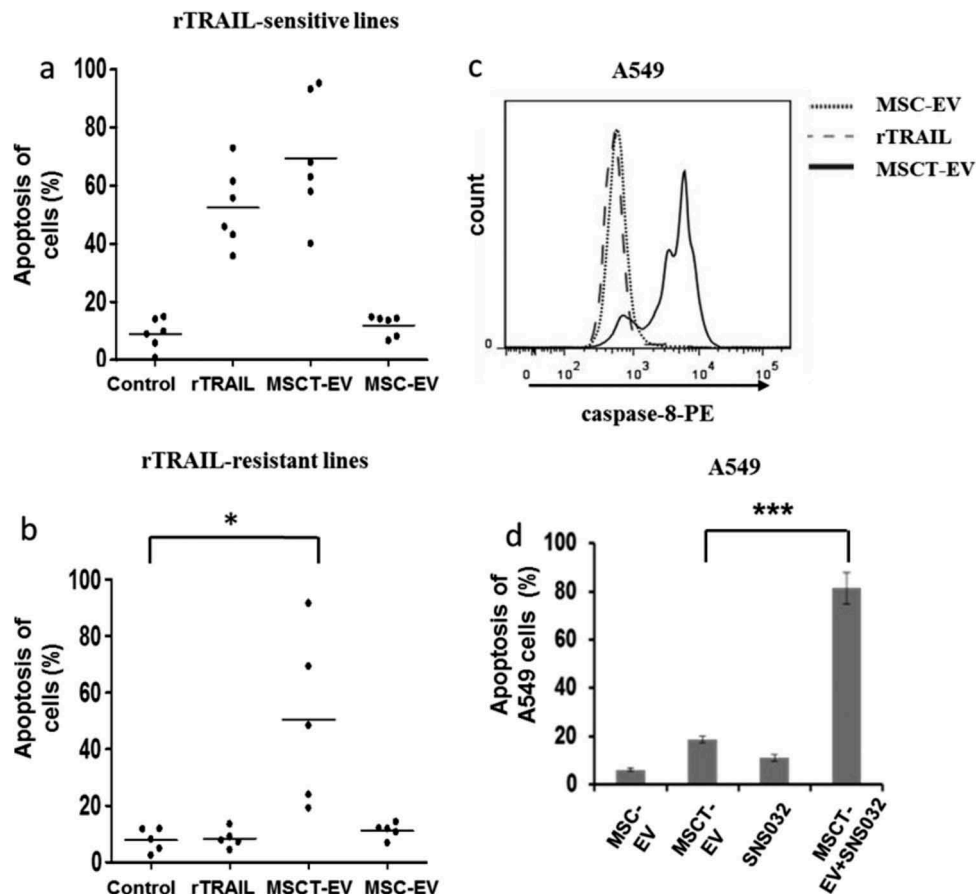 rTRAIL-sensitive lines
a
Apoptosis of
cells (%)
100
80
60
40
20
0
Control rTRAIL MSCT-EV MSC-EV
c
A549
count
0
0 10² 10³ 10⁴ 10⁵
caspase-8-PE
MSC-EV
rTRAIL
MSCT-EV
rTRAIL-resistant lines
b
*
Apoptosis of
cells (%)
100
80
60
40
20
0
Control rTRAIL MSCT-EV MSC-EV
A549
d
***
Apoptosis of
A549 cells (%)
100
80
60
40
20
0
MSC-
EV
MSCT-
EV
SNS032
MSCT-
EV+SNS032